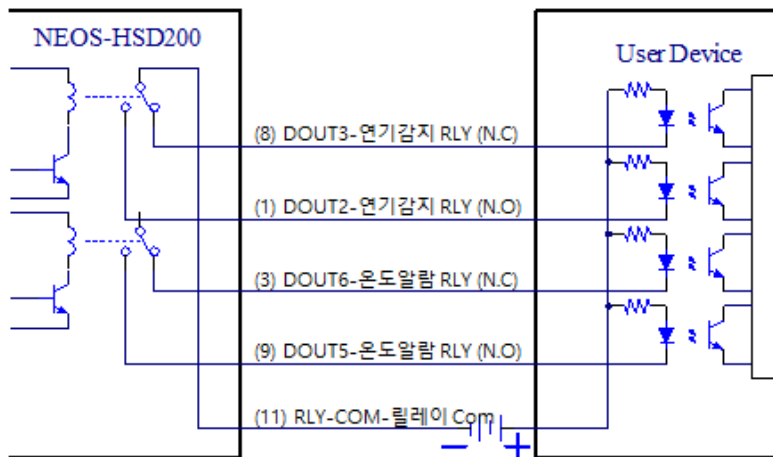 NEOS-HSD200
User Device
(8) DOUT3-연기감지 RLY (N.C)
(1) DOUT2-연기감지 RLY (N.O)
(3) DOUT6-온도알람 RLY (N.C)
(9) DOUT5-온도알람 RLY (N.O)
(11) RLY-COM-릴레이 Com
− +